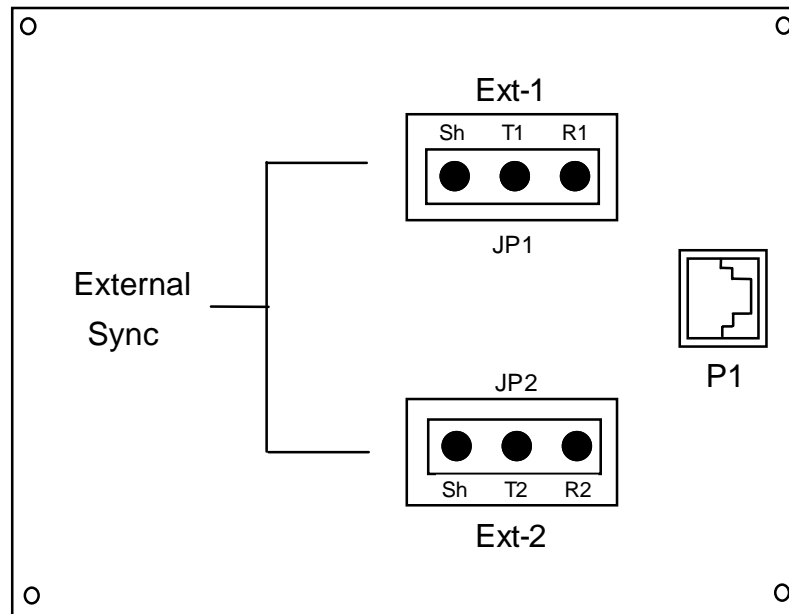 Ext-1
Sh T1 R1
JP1
External
Sync
P1
JP2
Sh T2 R2
Ext-2